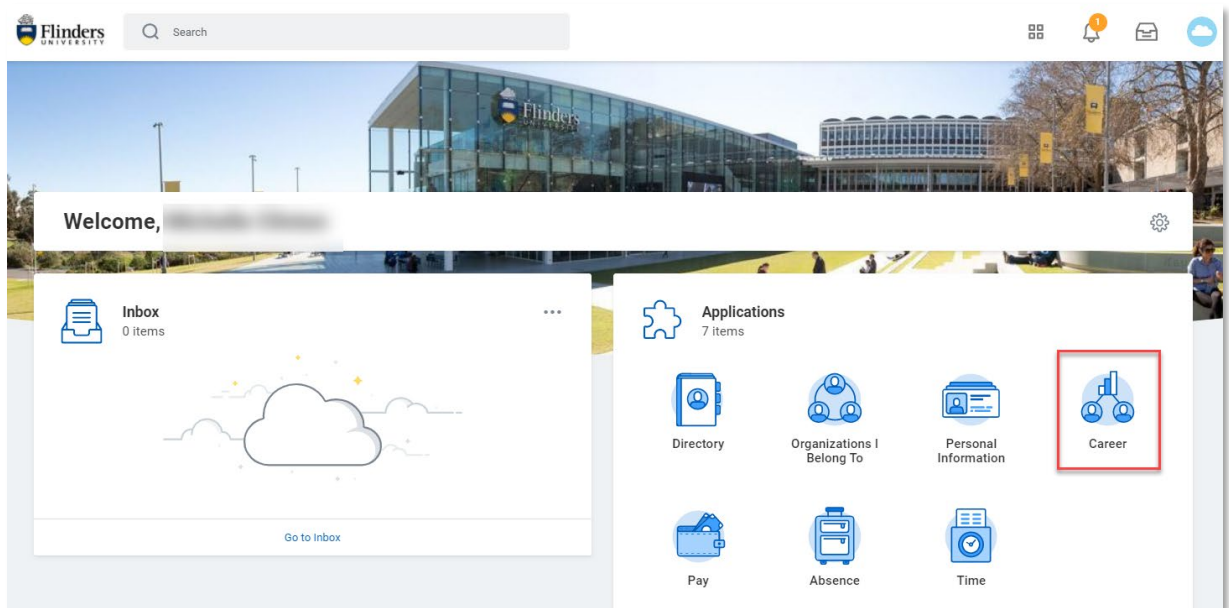 Flinders
UNIVERSITY
Search
1
Flinders
Welcome,
Inbox
0 items
Applications
7 items
Directory
Organizations I
Belong To
Personal
Information
Career
Go to Inbox
Pay
Absence
Time